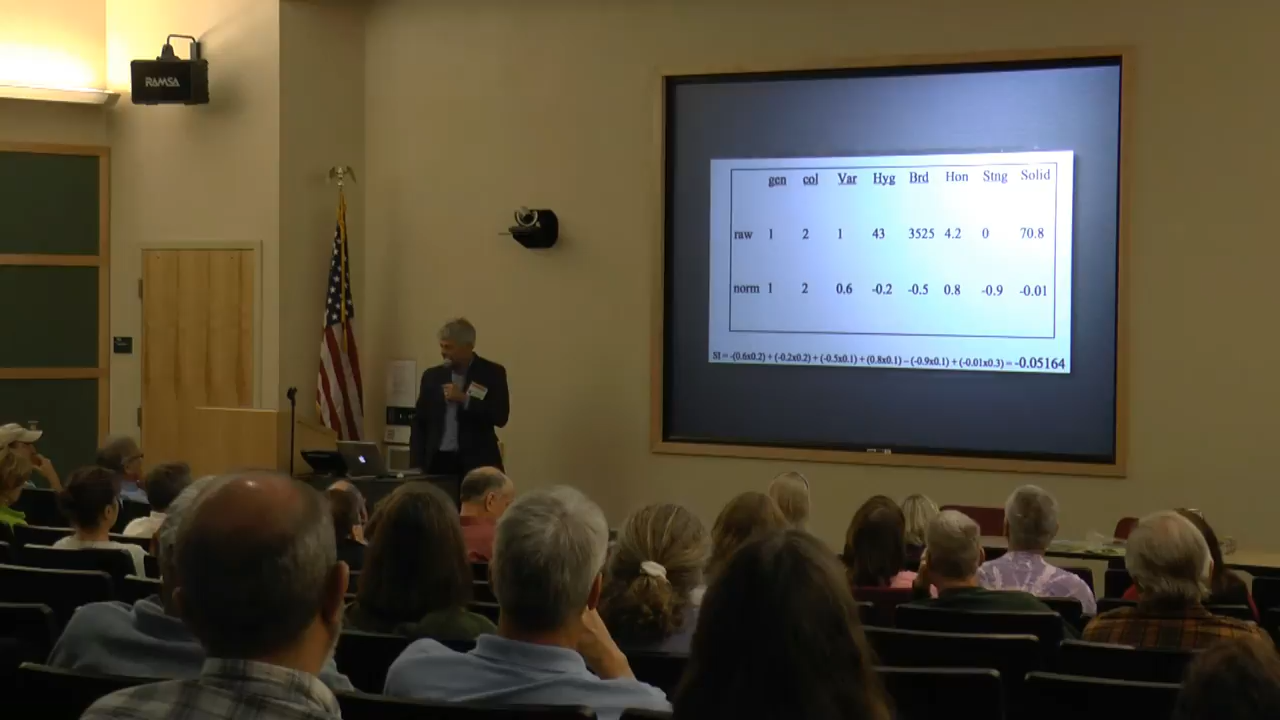 RAMSA
gen col Var Hyg Brd Hon Stng Solid
raw 1 2 1 43 3525 4.2 0 70.8
norm 1 2 0.6 -0.2 -0.5 0.8 -0.9 -0.01
SI = -(0.6x0.2) + (-0.2x0.2) + (-0.5x0.1) + (0.8x0.1) – (-0.9x0.1) + (-0.01x0.3) = -0.05164